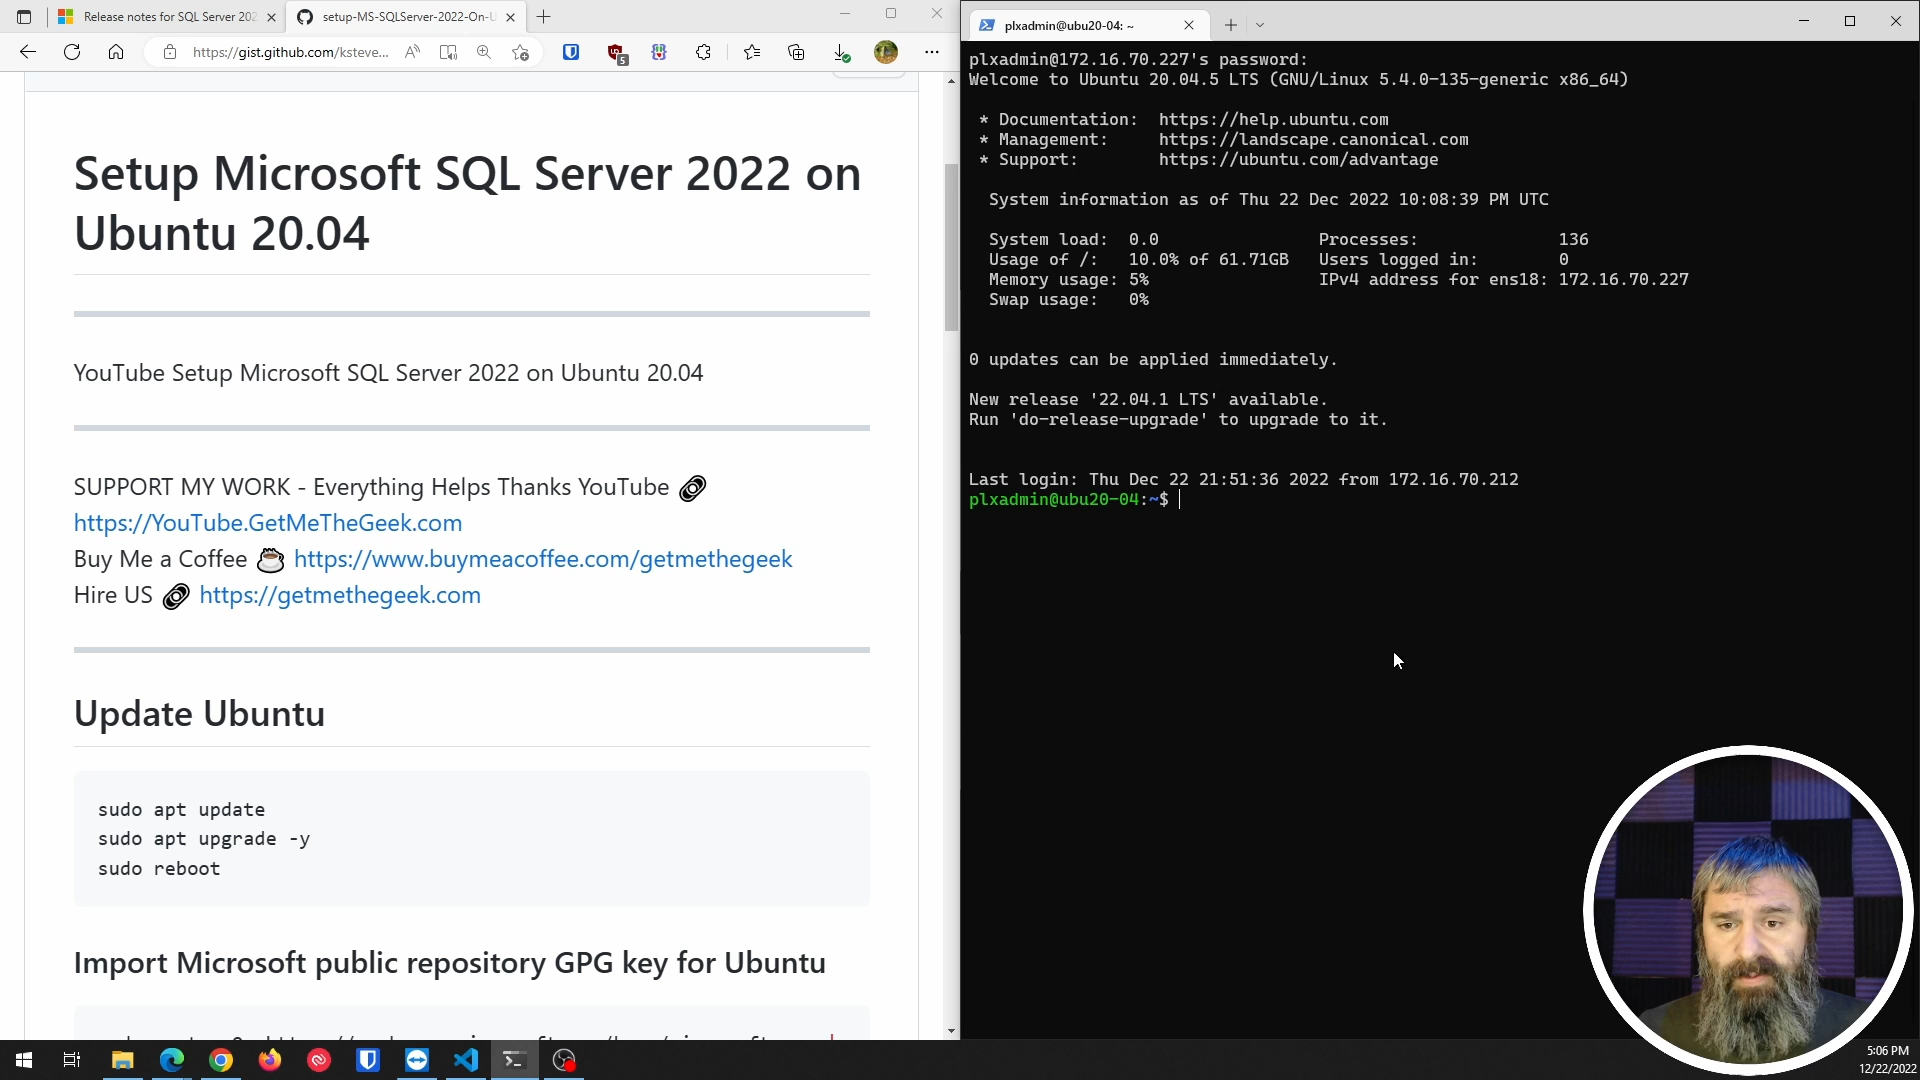 Release notes for SQL Server 202
setup-MS-SQLServer-2022-On-U
https://gist.github.com/ksteve...
5
Setup Microsoft SQL Server 2022 on
Ubuntu 20.04
YouTube Setup Microsoft SQL Server 2022 on Ubuntu 20.04
SUPPORT MY WORK - Everything Helps Thanks YouTube
https://YouTube.GetMeTheGeek.com
Buy Me a Coffee https://www.buymeacoffee.com/getmethegeek
Hire US https://getmethegeek.com
Update Ubuntu
sudo apt update
sudo apt upgrade -y
sudo reboot
Import Microsoft public repository GPG key for Ubuntu
plxadmin@ubu20-04: ~
plxadmin@172.16.70.227's password:
Welcome to Ubuntu 20.04.5 LTS (GNU/Linux 5.4.0-135-generic x86_64)
* Documentation: https://help.ubuntu.com
* Management: https://landscape.canonical.com
* Support: https://ubuntu.com/advantage
System information as of Thu 22 Dec 2022 10:08:39 PM UTC
System load: 0.0 Processes: 136
Usage of /: 10.0% of 61.71GB Users logged in: 0
Memory usage: 5% IPv4 address for ens18: 172.16.70.227
Swap usage: 0%
0 updates can be applied immediately.
New release '22.04.1 LTS' available.
Run 'do-release-upgrade' to upgrade to it.
Last login: Thu Dec 22 21:51:36 2022 from 172.16.70.212
plxadmin@ubu20-04:~$
5:06 PM
12/22/2022